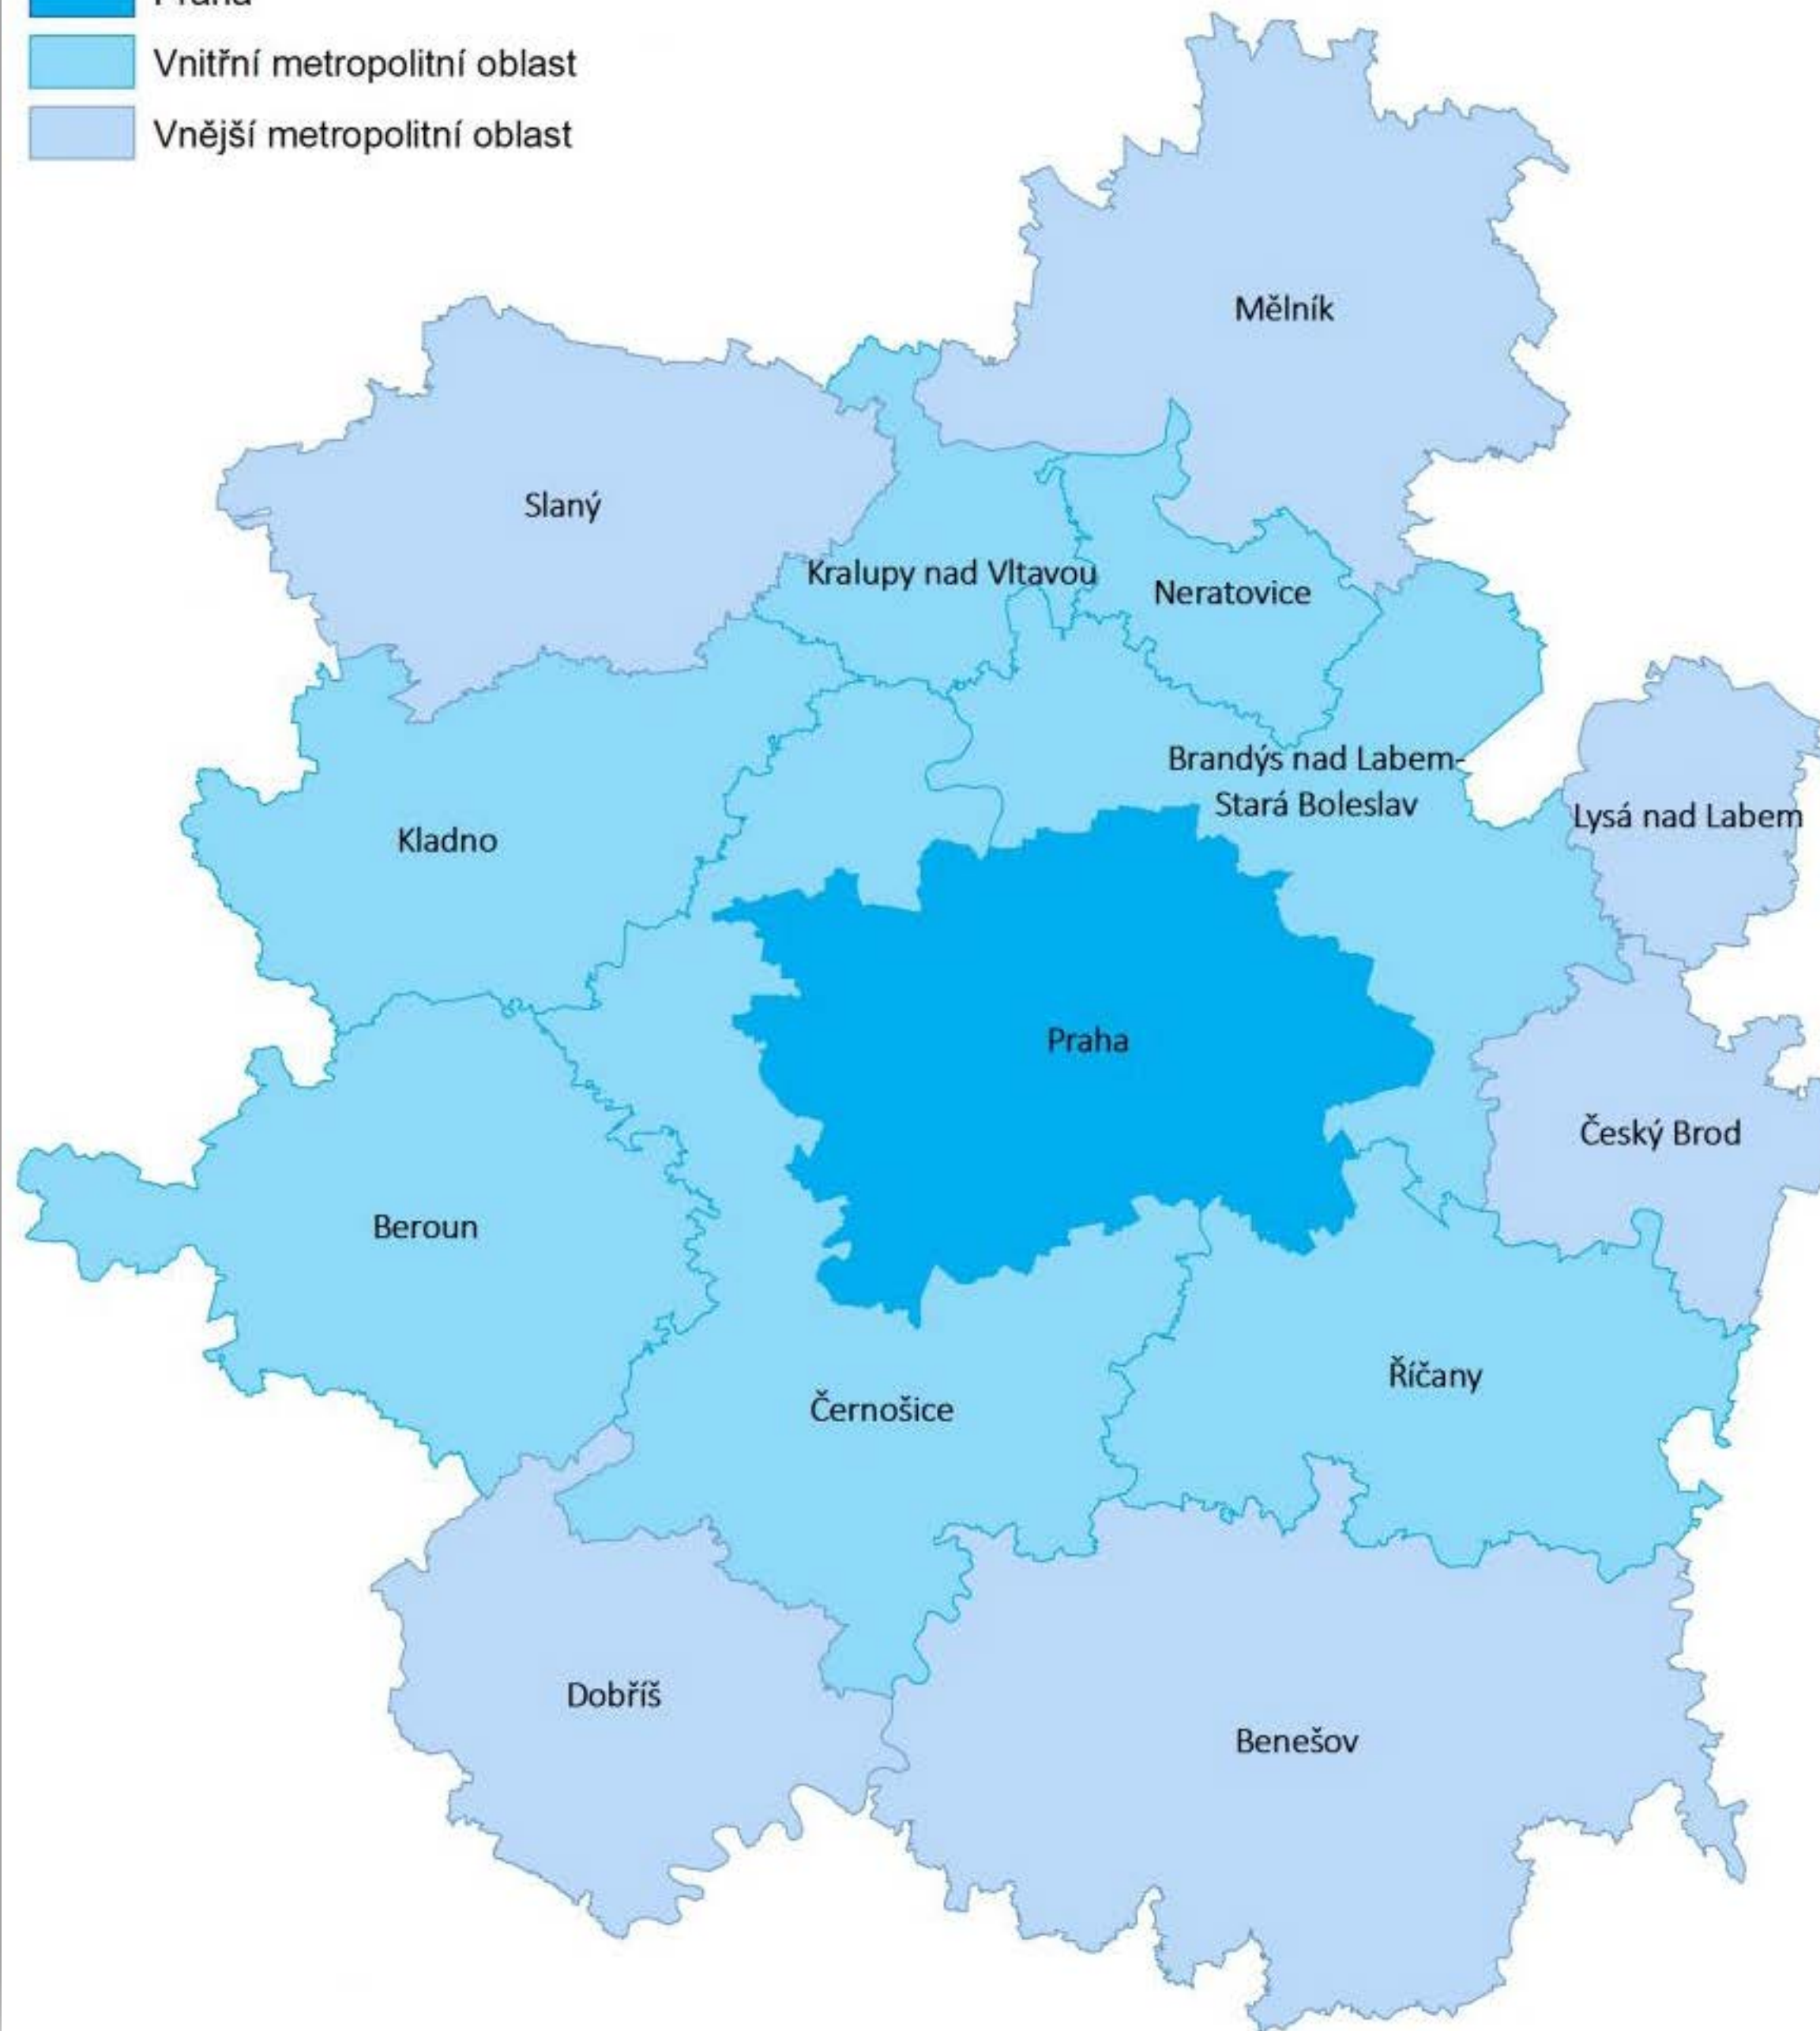 Praha
Vnitřní metropolitní oblast
Vnější metropolitní oblast
Mělník
Slaný
Kralupy nad Vltavou
Neratovice
Brandýs nad Labem-
Stará Boleslav
Lysá nad Labem
Kladno
Praha
Český Brod
Beroun
Říčany
Černošice
Dobříš
Benešov